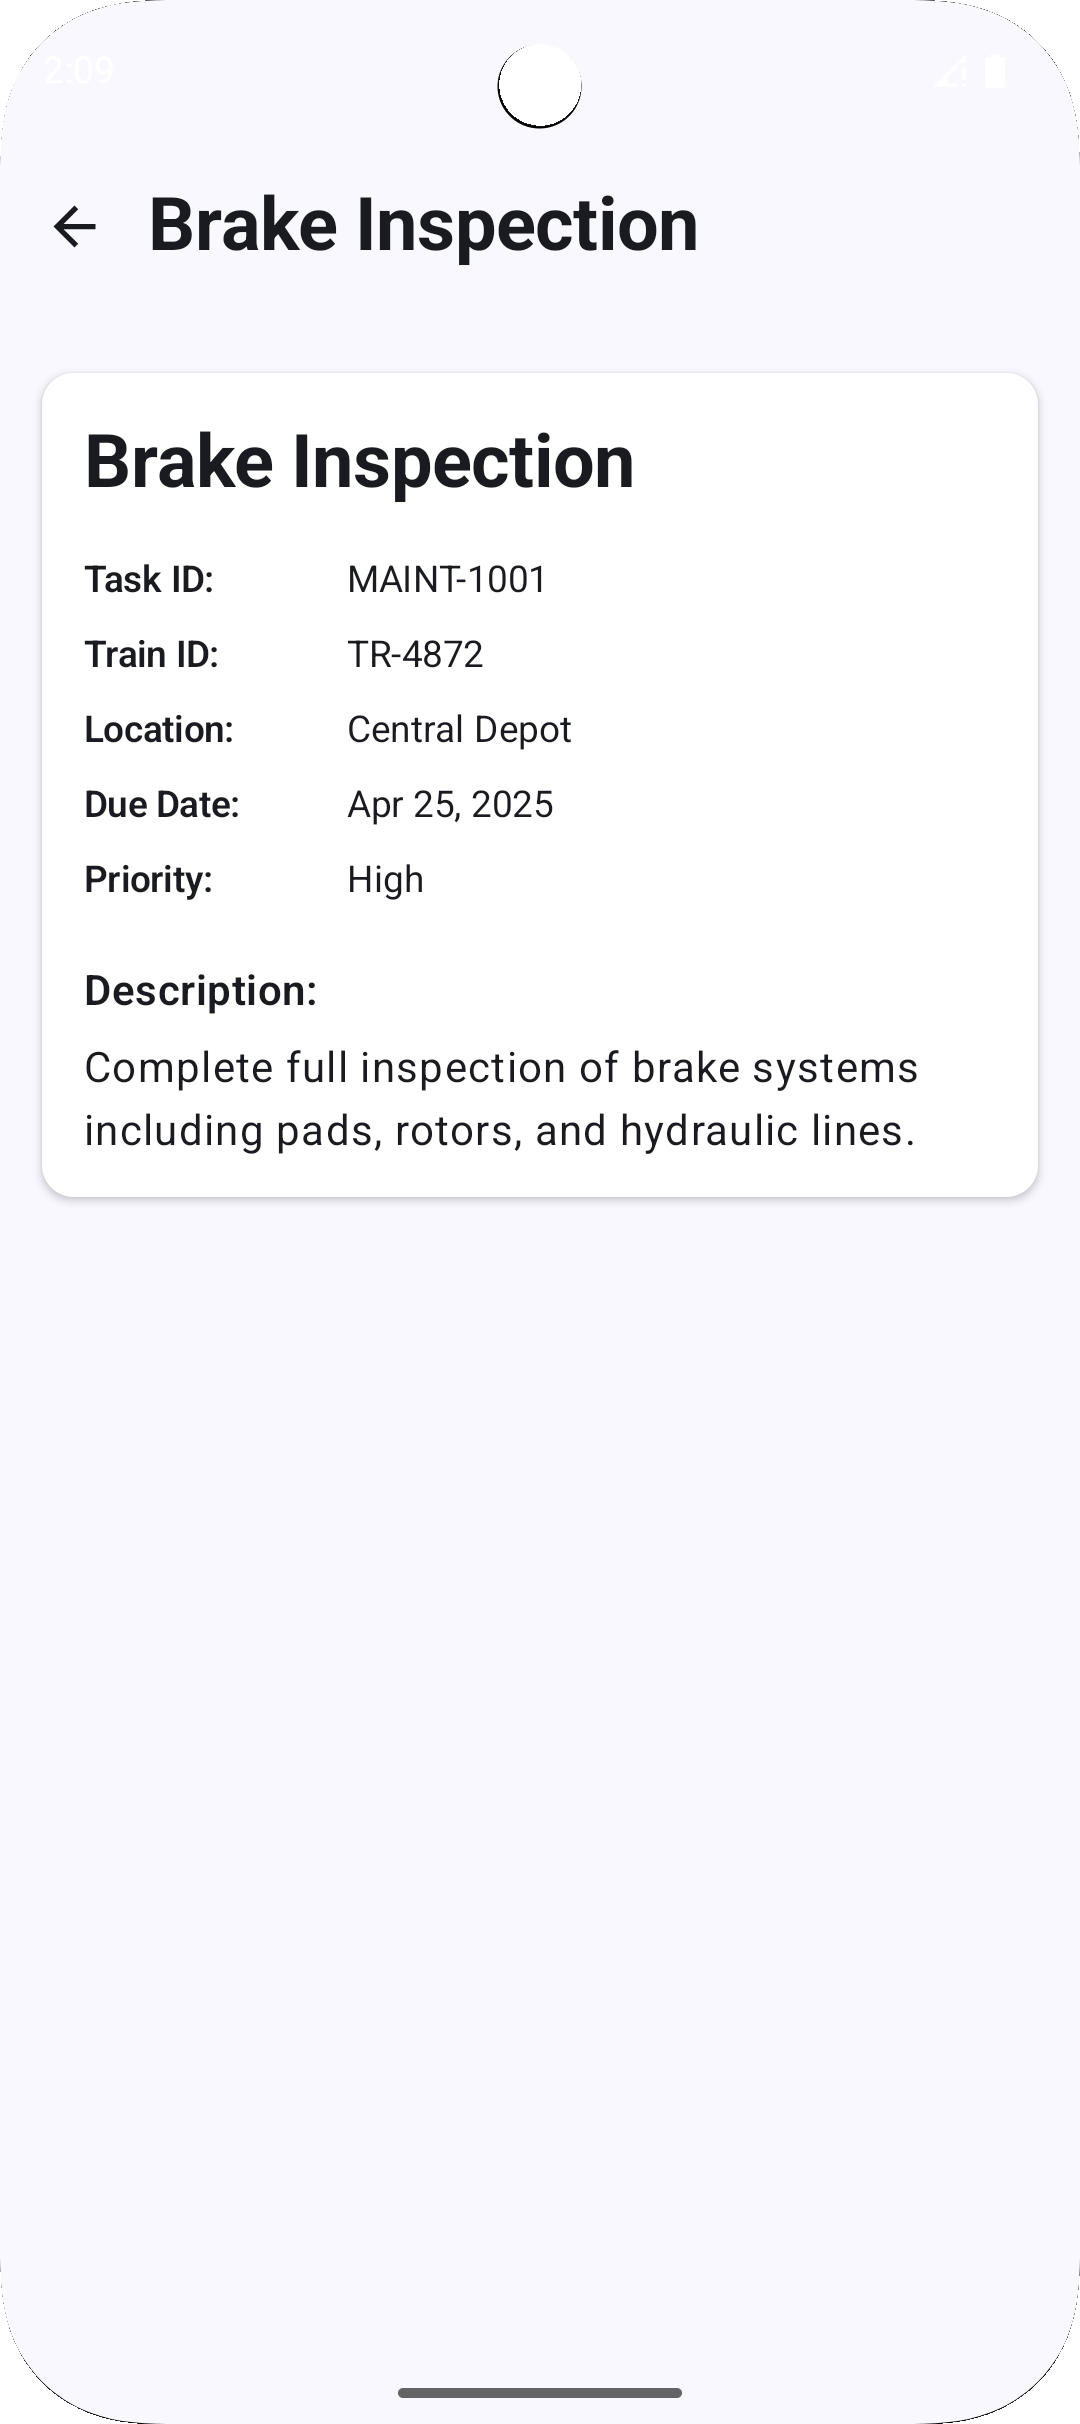 2:09
Brake Inspection
Brake Inspection
Task ID: MAINT-1001
Train ID: TR-4872
Location: Central Depot
Due Date: Apr 25, 2025
Priority: High
Description:
Complete full inspection of brake systems
including pads, rotors, and hydraulic lines.